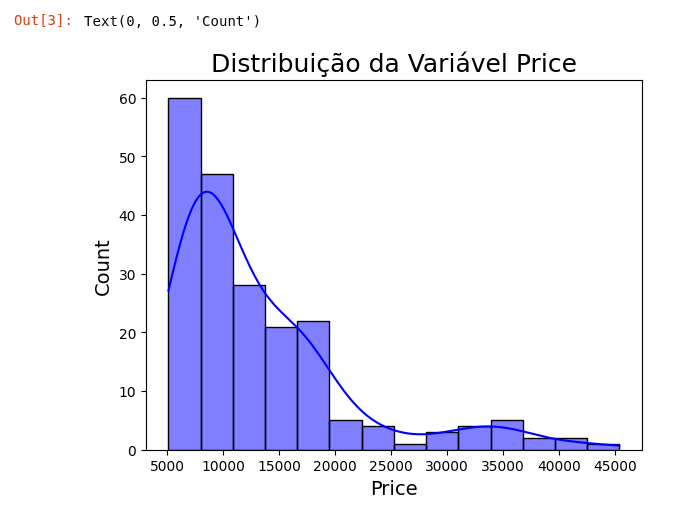 Out[3]: Text(0, 0.5, 'Count')
Distribuição da Variável Price
60
50
40
30
20
10
0
Count
5000 10000 15000 20000 25000 30000 35000 40000 45000
Price